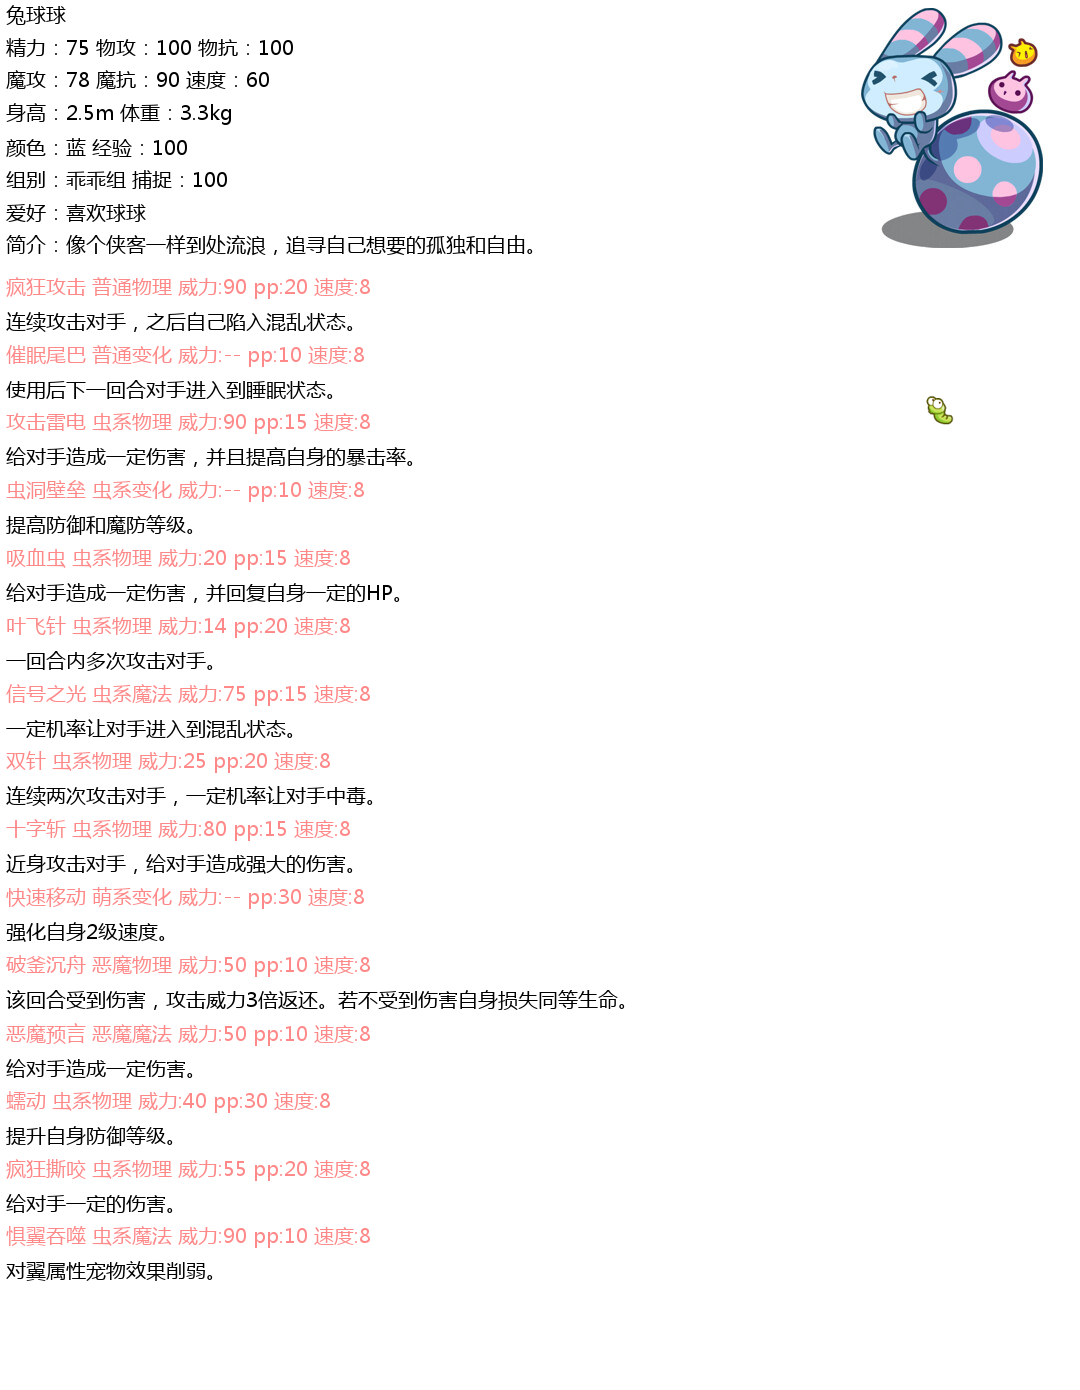 兔球球
精力：75 物攻：100 物抗：100
魔攻：78 魔抗：90 速度：60
身高：2.5m 体重：3.3kg
颜色：蓝 经验：100
组别：乖乖组 捕捉：100
爱好：喜欢球球
简介：像个侠客一样到处流浪，追寻自己想要的孤独和自由。
疯狂攻击 普通物理 威力:90 pp:20 速度:8
连续攻击对手，之后自己陷入混乱状态。
催眠尾巴 普通变化 威力:-- pp:10 速度:8
使用后下一回合对手进入到睡眠状态。
攻击雷电 虫系物理 威力:90 pp:15 速度:8
给对手造成一定伤害，并且提高自身的暴击率。
虫洞壁垒 虫系变化 威力:-- pp:10 速度:8
提高防御和魔防等级。
吸血虫 虫系物理 威力:20 pp:15 速度:8
给对手造成一定伤害，并回复自身一定的HP。
叶飞针 虫系物理 威力:14 pp:20 速度:8
一回合内多次攻击对手。
信号之光 虫系魔法 威力:75 pp:15 速度:8
一定机率让对手进入到混乱状态。
双针 虫系物理 威力:25 pp:20 速度:8
连续两次攻击对手，一定机率让对手中毒。
十字斩 虫系物理 威力:80 pp:15 速度:8
近身攻击对手，给对手造成强大的伤害。
快速移动 萌系变化 威力:-- pp:30 速度:8
强化自身2级速度。
破釜沉舟 恶魔物理 威力:50 pp:10 速度:8
该回合受到伤害，攻击威力3倍返还。若不受到伤害自身损失同等生命。
恶魔预言 恶魔魔法 威力:50 pp:10 速度:8
给对手造成一定伤害。
蠕动 虫系物理 威力:40 pp:30 速度:8
提升自身防御等级。
疯狂撕咬 虫系物理 威力:55 pp:20 速度:8
给对手一定的伤害。
惧翼吞噬 虫系魔法 威力:90 pp:10 速度:8
对翼属性宠物效果削弱。